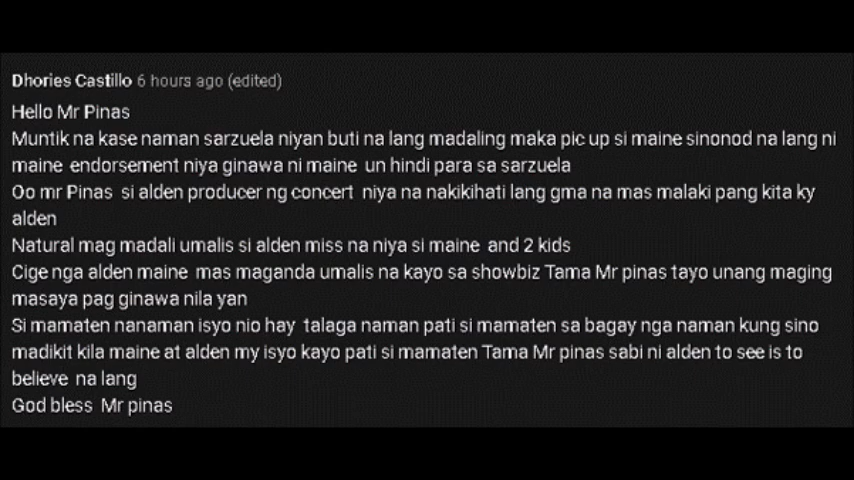 Dhories Castillo 6 hours ago (edited)
Hello Mr Pinas
Muntik na kase naman sarzuela niyan buti na lang madaling maka pic up si maine sinonod na lang ni
maine endorsement niya ginawa ni maine un hindi para sa sarzuela
Oo mr Pinas si alden producer ng concert niya na nakikihati lang gma na mas malaki pang kita ky
alden
Natural mag madali umalis si alden miss na niya si maine and 2 kids
Cige nga alden maine mas maganda umalis na kayo sa showbiz Tama Mr pinas tayo unang maging
masaya pag ginawa nila yan
Si mamaten nanaman isyo nio hay talaga naman pati si mamaten sa bagay nga naman kung sino
madikit kila maine at alden my isyo kayo pati si mamaten Tama Mr pinas sabi ni alden to see is to
believe na lang
God bless Mr pinas